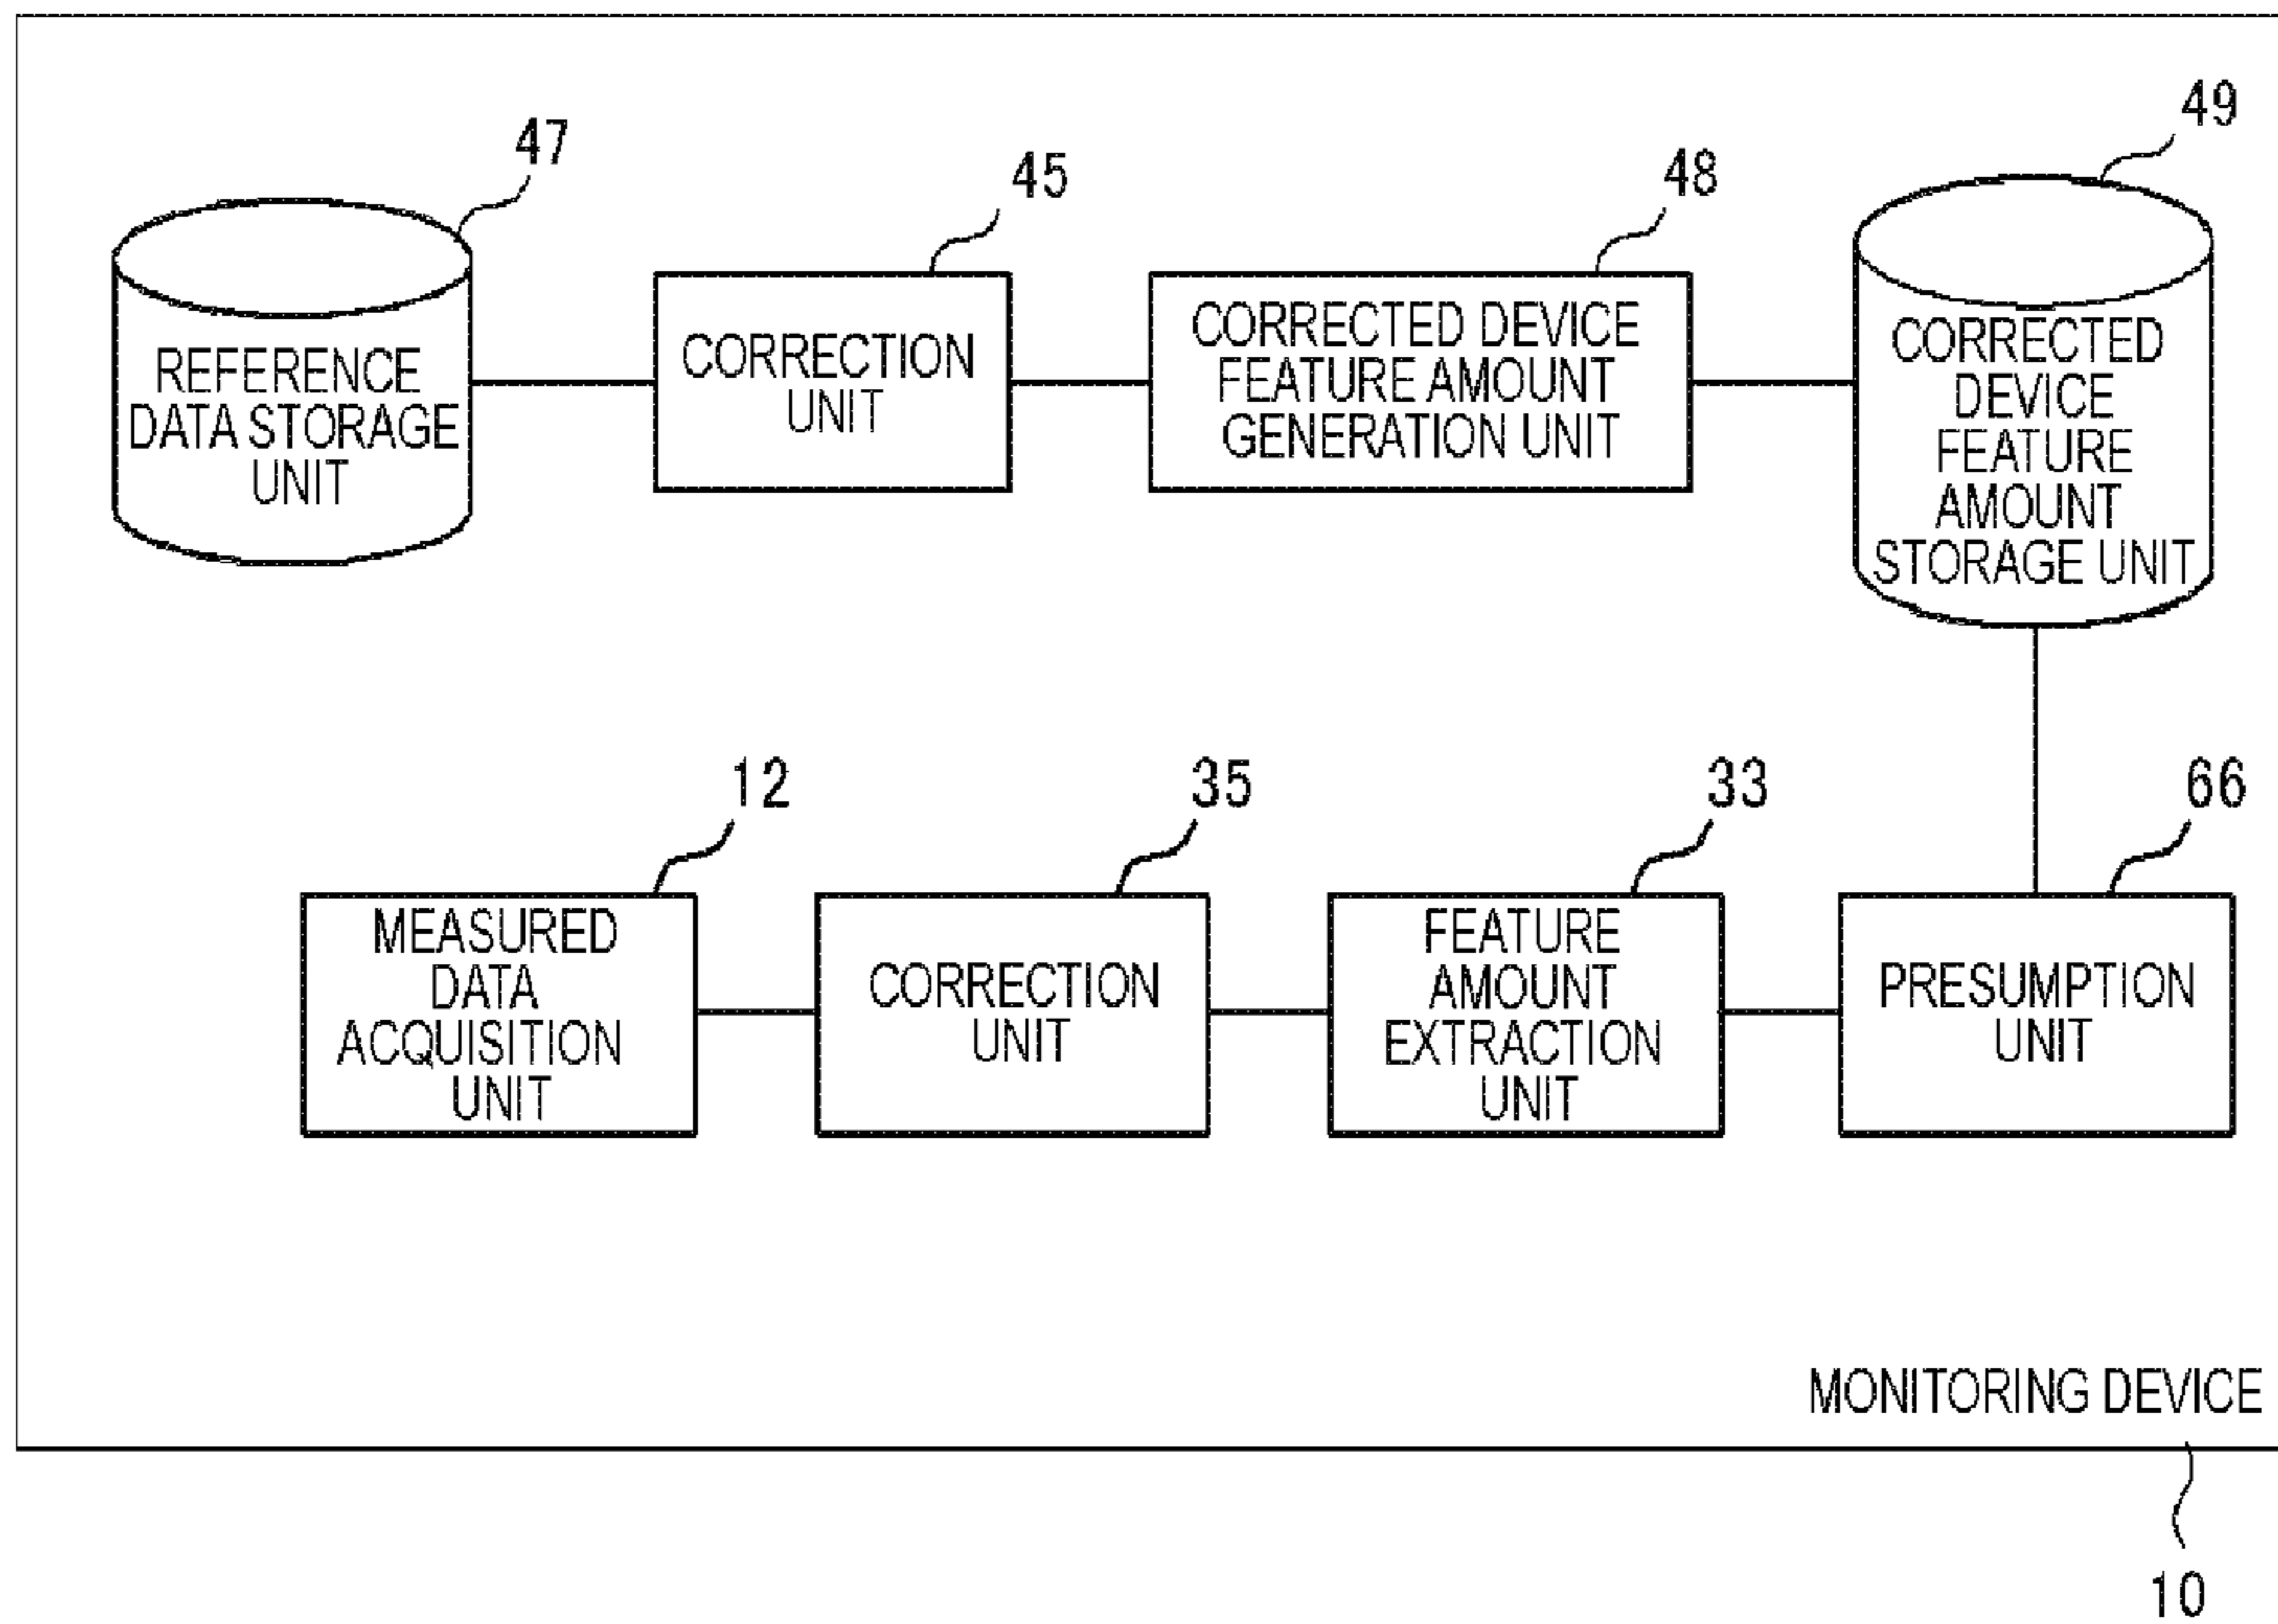 47
45
48
49
REFERENCE
DATA STORAGE
UNIT
CORRECTION
UNIT
CORRECTED DEVICE
FEATURE AMOUNT
GENERATION UNIT
CORRECTED
DEVICE
FEATURE
AMOUNT
STORAGE UNIT
12
35
33
66
MEASURED
DATA
ACQUISITION
UNIT
CORRECTION
UNIT
FEATURE
AMOUNT
EXTRACTION
UNIT
PRESUMPTION
UNIT
MONITORING DEVICE
10